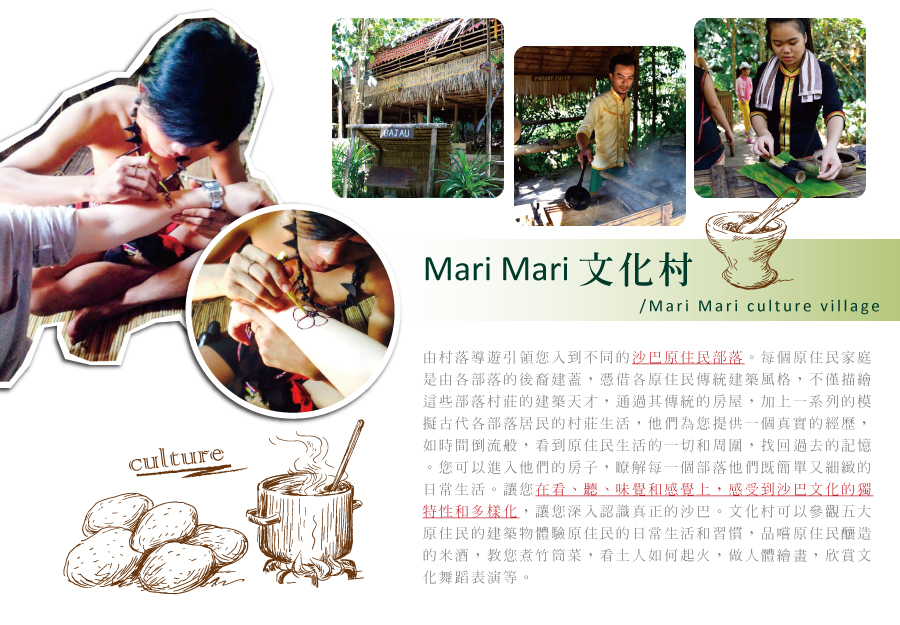 BAJAU
Mari Mari 文化村
/Mari Mari culture village
由村落導遊引領您入到不同的沙巴原住民部落。每個原住民家庭
是由各部落的後裔建蓋，憑借各原住民傳統建築風格，不僅描繪
這些部落村莊的建築天才，通過其傳統的房屋，加上一系列的模
擬古代各部落居民的村莊生活，他們為您提供一個真實的經歷，
如時間倒流般，看到原住民生活的一切和周圍，找回過去的記憶
。您可以進入他們的房子，瞭解每一個部落他們既簡單又細緻的
日常生活。讓您在看、聽、味覺和感覺上，感受到沙巴文化的獨
特性和多樣化，讓您深入認識真正的沙巴。文化村可以參觀五大
原住民的建築物體驗原住民的日常生活和習慣，品嚐原住民釀造
的米酒，教您煮竹筒菜，看土人如何起火，做人體繪畫，欣賞文
化舞蹈表演等。
culture